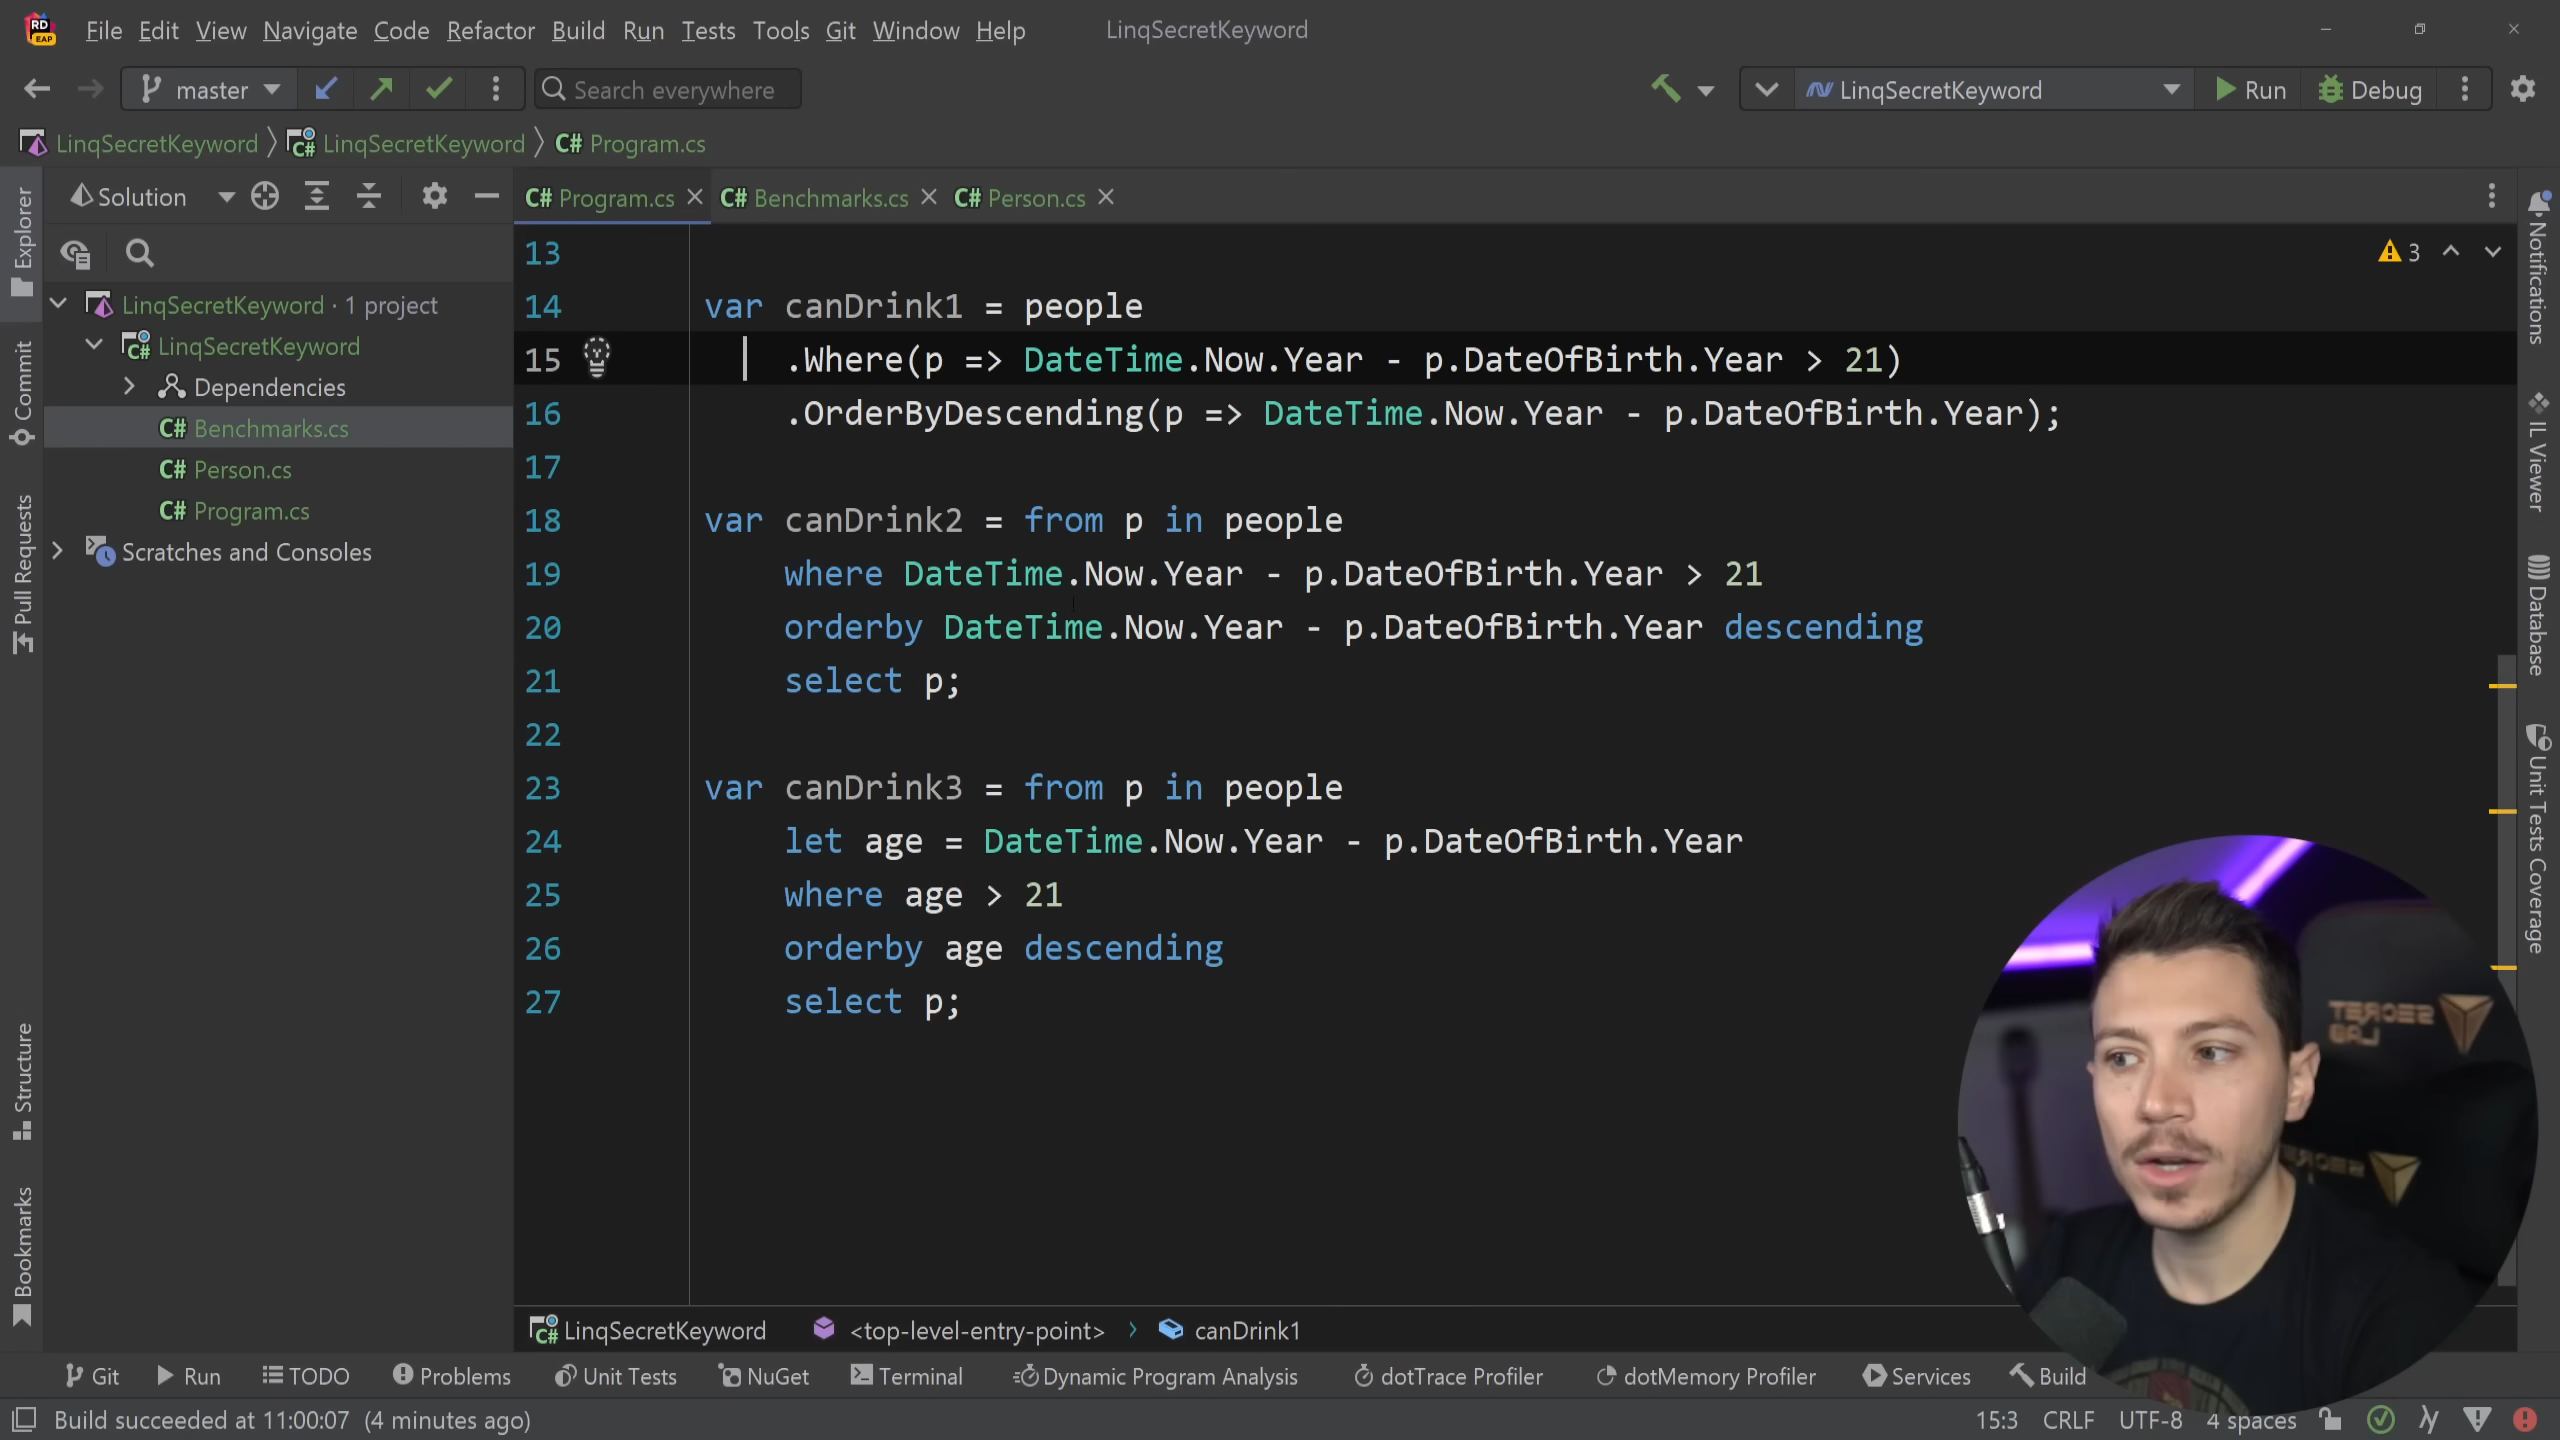 RD EAP File Edit View Navigate Code Refactor Build Run Tests Tools Git Window Help LinqSecretKeyword
master Search everywhere LinqSecretKeyword Run Debug
LinqSecretKeyword LinqSecretKeyword C# Program.cs
Explorer
Commit
Pull Requests
Structure
Bookmarks
Solution
LinqSecretKeyword · 1 project
C# LinqSecretKeyword
Dependencies
C# Benchmarks.cs
C# Person.cs
C# Program.cs
Scratches and Consoles
C# Program.cs C# Benchmarks.cs C# Person.cs
3
13
14 var canDrink1 = people
15 .Where(p => DateTime.Now.Year - p.DateOfBirth.Year > 21)
16 .OrderByDescending(p => DateTime.Now.Year - p.DateOfBirth.Year);
17
18 var canDrink2 = from p in people
19 where DateTime.Now.Year - p.DateOfBirth.Year > 21
20 orderby DateTime.Now.Year - p.DateOfBirth.Year descending
21 select p;
22
23 var canDrink3 = from p in people
24 let age = DateTime.Now.Year - p.DateOfBirth.Year
25 where age > 21
26 orderby age descending
27 select p;
Notifications
IL Viewer
Database
Unit Tests Coverage
SECRET
LAB
LinqSecretKeyword <top-level-entry-point> canDrink1
Git Run TODO Problems Unit Tests NuGet Terminal Dynamic Program Analysis dotTrace Profiler dotMemory Profiler Services Build
Build succeeded at 11:00:07 (4 minutes ago) 15:3 CRLF UTF-8 4 spaces